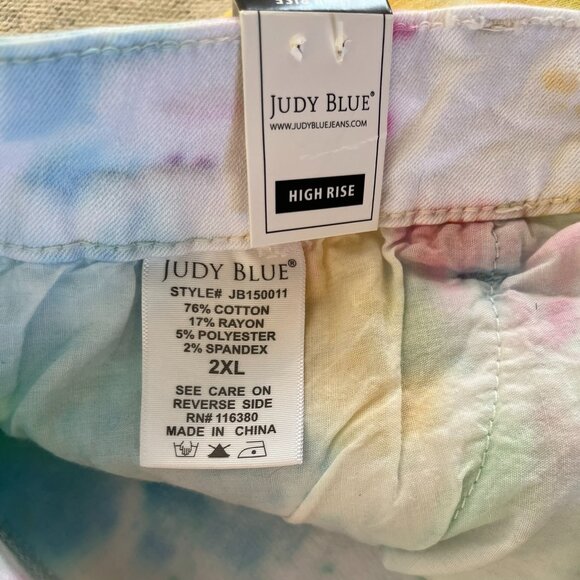 JUDY BLUE®
WWW.JUDYBLUEJEANS.COM
HIGH RISE
JUDY BLUE®
STYLE# JB150011
76% COTTON
17% RAYON
5% POLYESTER
2% SPANDEX
2XL
SEE CARE ON
REVERSE SIDE
RN# 116380
MADE IN CHINA